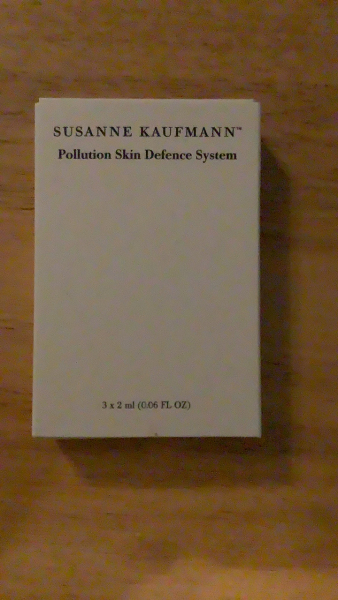 SUSANNE KAUFMANN™
Pollution Skin Defence System
3 x 2 ml (0.06 FL OZ)